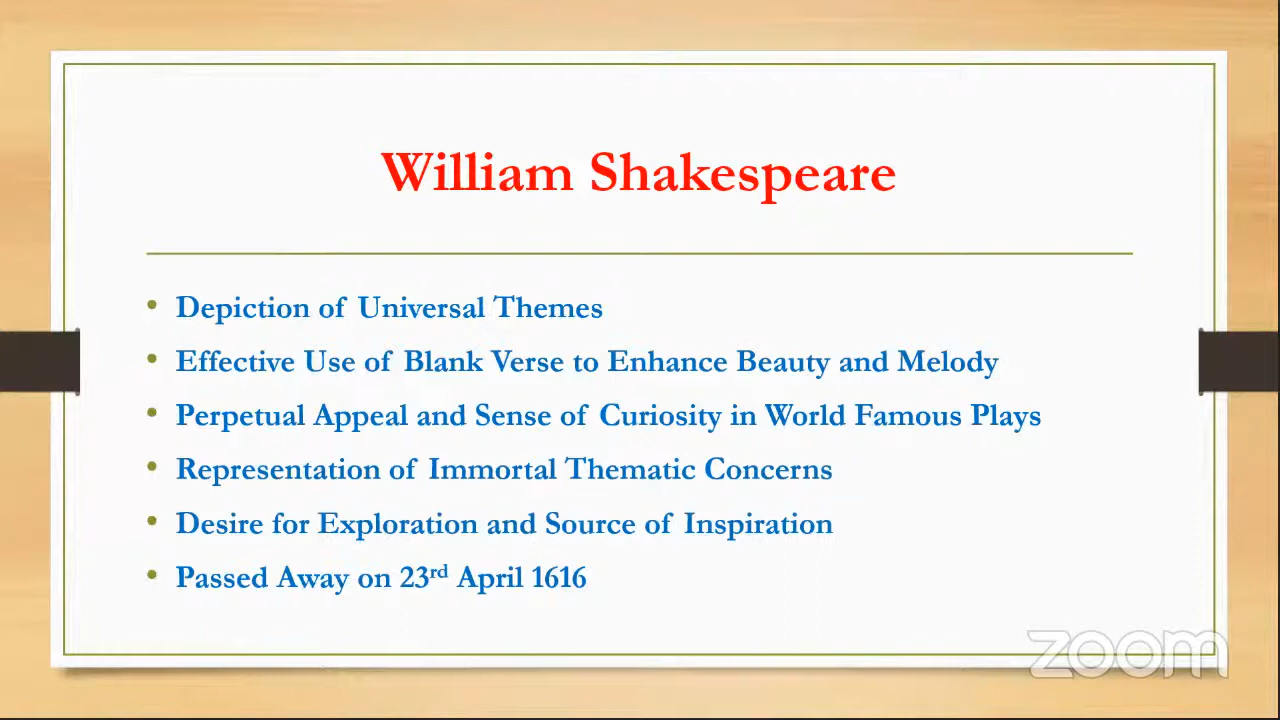 William Shakespeare
• Depiction of Universal Themes
• Effective Use of Blank Verse to Enhance Beauty and Melody
• Perpetual Appeal and Sense of Curiosity in World Famous Plays
• Representation of Immortal Thematic Concerns
• Desire for Exploration and Source of Inspiration
• Passed Away on 23rd April 1616
zoom